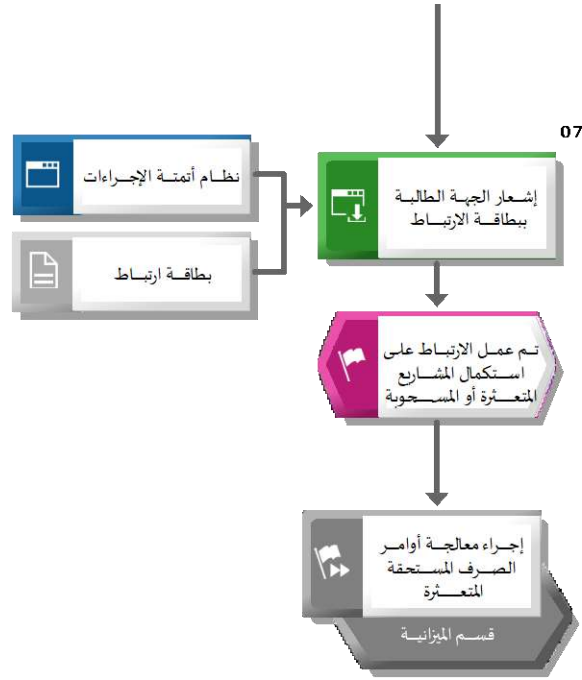 07
إشعار الجهة الطالبة
ببطاقة الارتباط
نظام أتمتة الإجراءات
بطاقة ارتباط
تم عمل الارتباط على
استكمال المشاريع
المتعثرة أو المسحوبة
إجراء معالجة أوامر
الصرف المستحقة
المتعثرة
قسم الميزانية